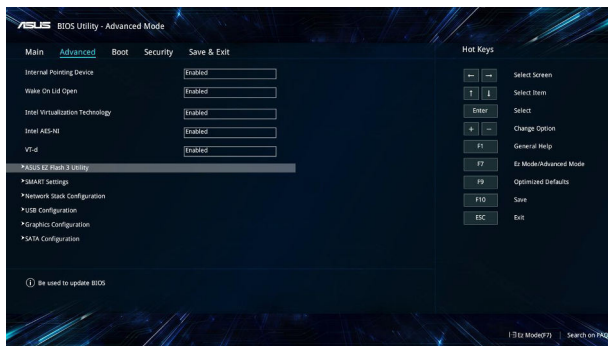 ASUS BIOS Utility - Advanced Mode
Main Advanced Boot Security Save & Exit
Internal Pointing Device Enabled
Wake On Lid Open Enabled
Intel Virtualization Technology Enabled
Intel AES-NI Enabled
VT-d Enabled
ASUS EZ Flash 3 Utility
SMART Settings
Network Stack Configuration
USB Configuration
Graphics Configuration
SATA Configuration
Be used to update BIOS
Hot Keys
← → Select Screen
↑ ↓ Select Item
Enter Select
+ − Change Option
F1 General Help
F7 Ez Mode/Advanced Mode
F9 Optimized Defaults
F10 Save
ESC Exit
Ez Mode(F7) | Search on FAQ